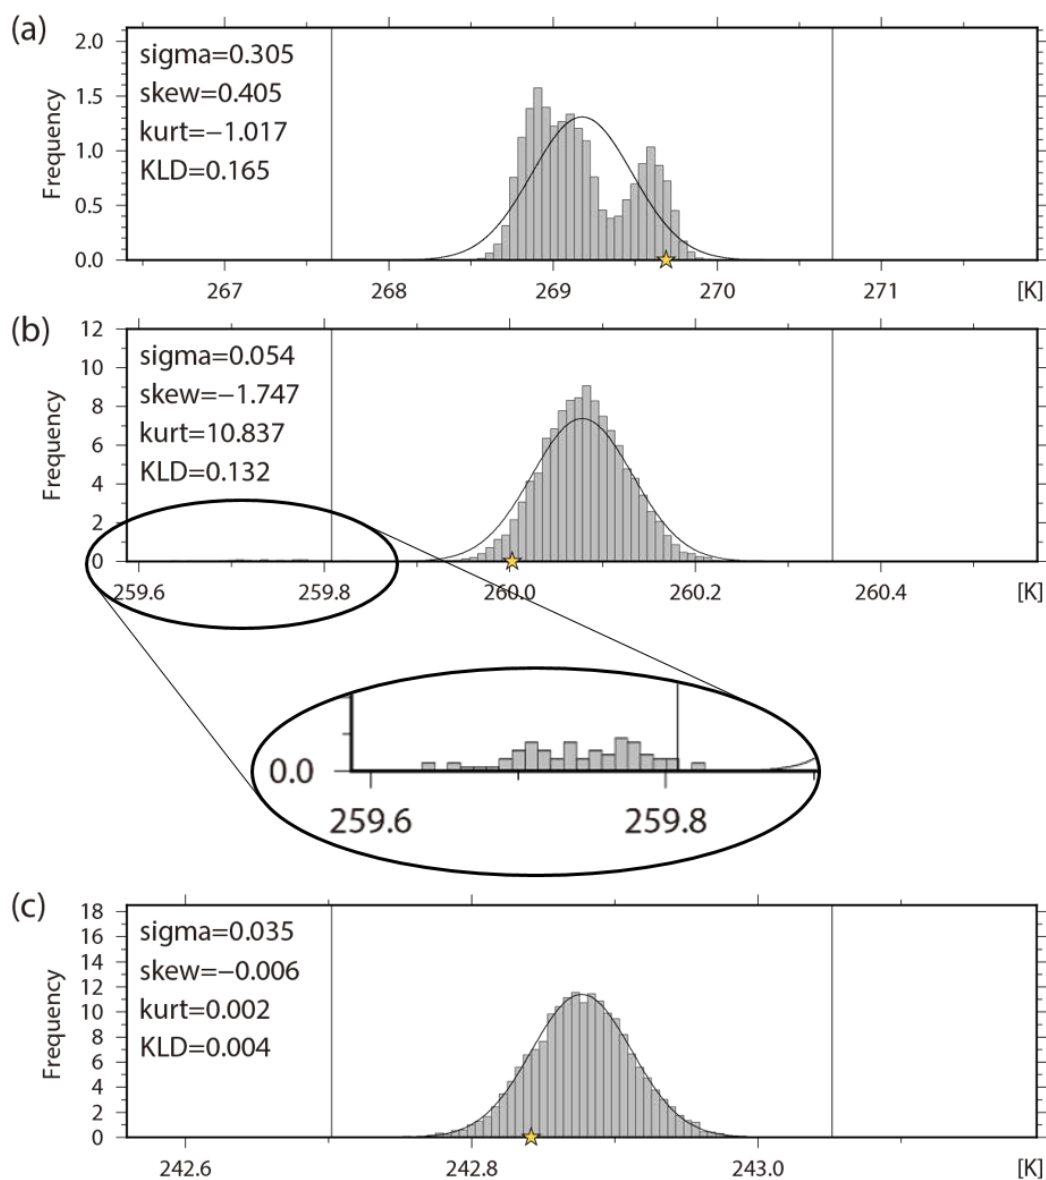 (a)
2.0
1.5
1.0
0.5
0.0
Frequency
sigma=0.305
skew=0.405
kurt=−1.017
KLD=0.165
267 268 269 270 271 [K]
(b)
12
10
8
6
4
2
0
Frequency
sigma=0.054
skew=−1.747
kurt=10.837
KLD=0.132
259.6 259.8 260.0 260.2 260.4 [K]
0.0
259.6 259.8
(c)
18
16
14
12
10
8
6
4
2
0
Frequency
sigma=0.035
skew=−0.006
kurt=0.002
KLD=0.004
242.6 242.8 243.0 [K]